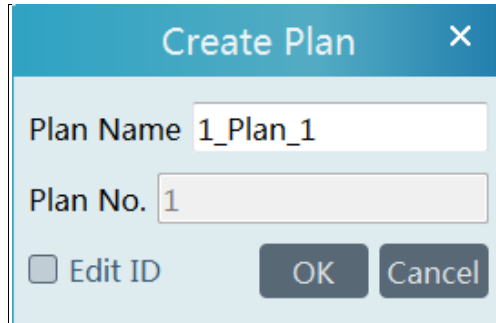 Create Plan ×
Plan Name 1_Plan_1
Plan No. 1
Edit ID OK Cancel